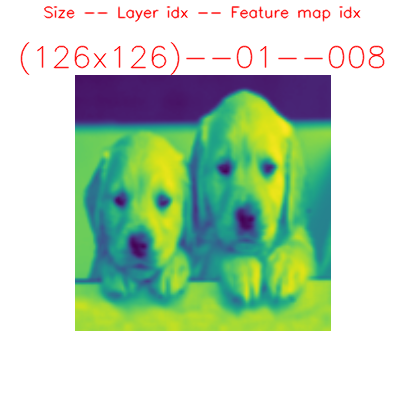 Size -- Layer idx -- Feature map idx
(126x126)--01--008